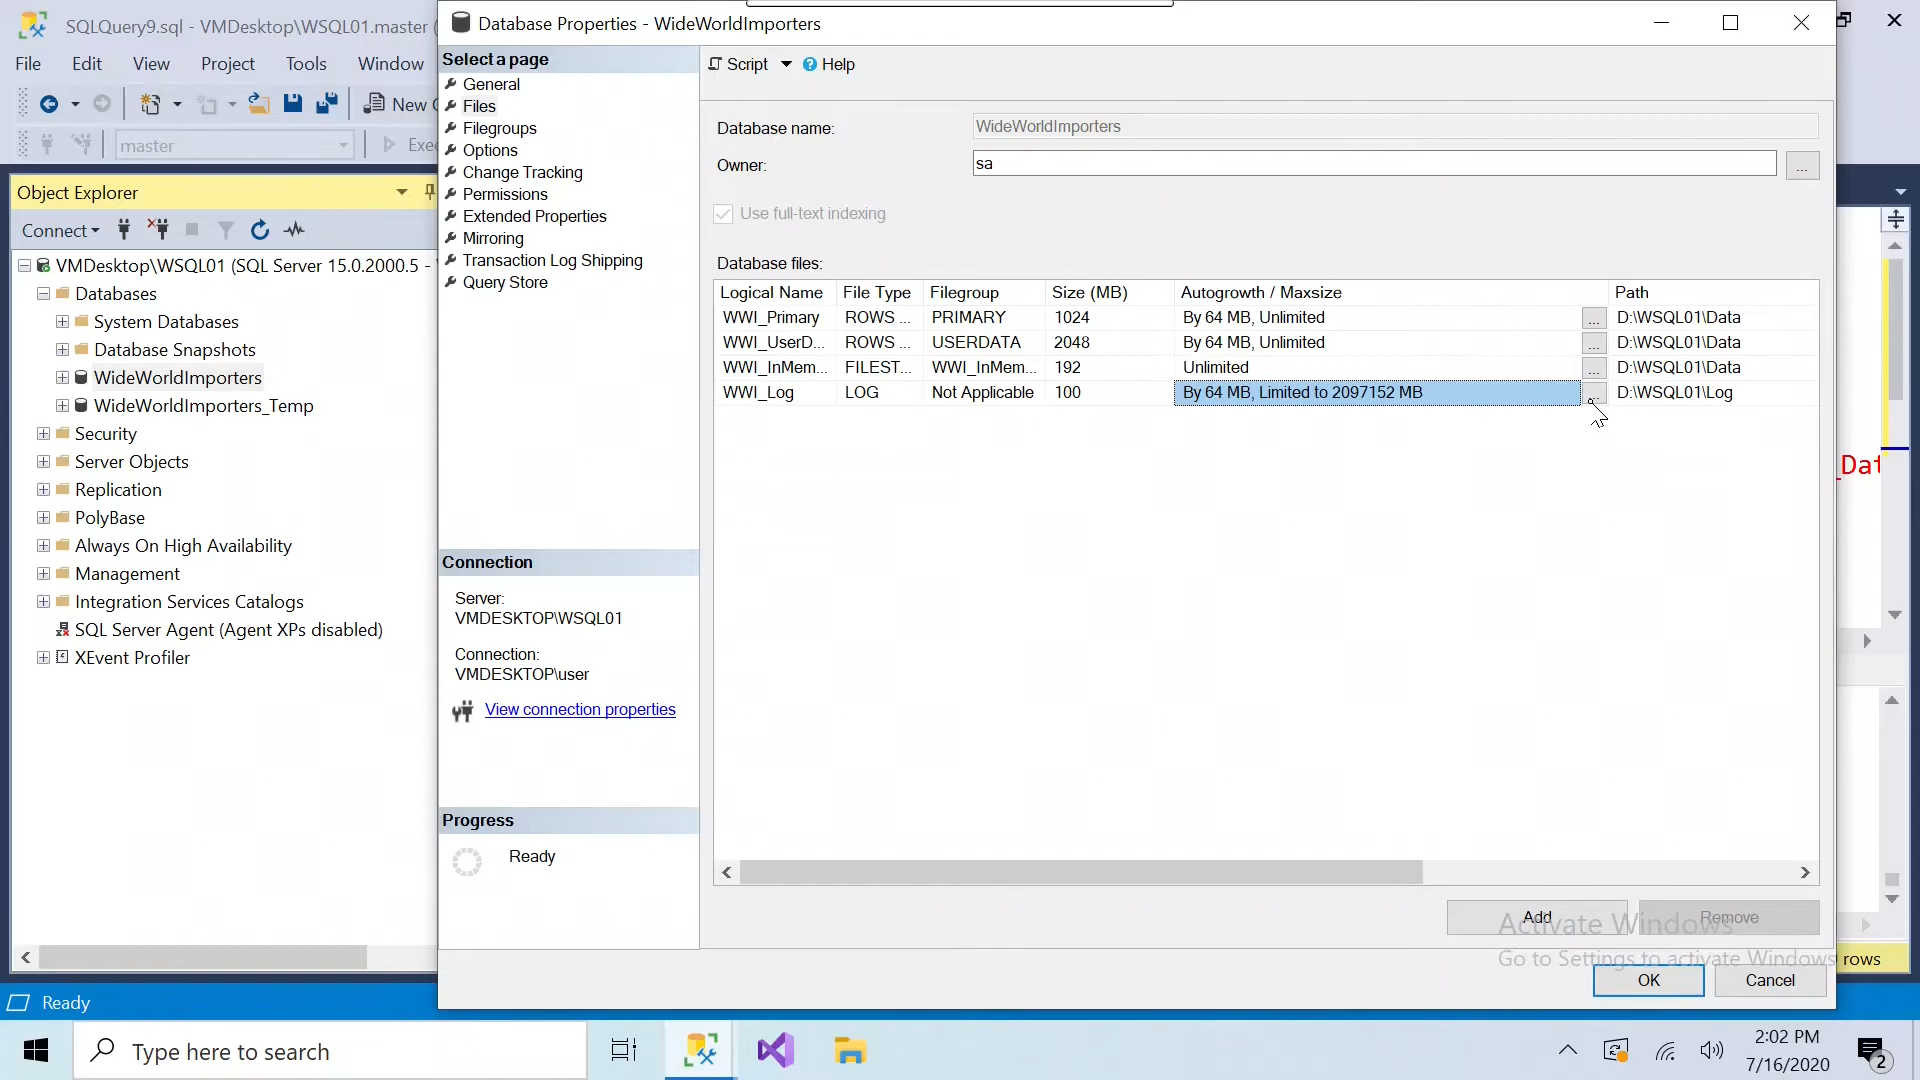 SQLQuery9.sql - VMDesktop\WSQL01.master (
File Edit View Project Tools Window
New
master
Exe
Object Explorer
Connect
VMDesktop\WSQL01 (SQL Server 15.0.2000.5 -
Databases
System Databases
Database Snapshots
WideWorldImporters
WideWorldImporters_Temp
Security
Server Objects
Replication
PolyBase
Always On High Availability
Management
Integration Services Catalogs
SQL Server Agent (Agent XPs disabled)
XEvent Profiler
Database Properties - WideWorldImporters
Select a page
General
Files
Filegroups
Options
Change Tracking
Permissions
Extended Properties
Mirroring
Transaction Log Shipping
Query Store
Connection
Server:
VMDESKTOP\WSQL01
Connection:
VMDESKTOP\user
View connection properties
Progress
Ready
Script Help
Database name: WideWorldImporters
Owner: sa ...
Use full-text indexing
Database files:
Logical Name File Type Filegroup Size (MB) Autogrowth / Maxsize Path
WWI_Primary ROWS ... PRIMARY 1024 By 64 MB, Unlimited ... D:\WSQL01\Data
WWI_UserD... ROWS ... USERDATA 2048 By 64 MB, Unlimited ... D:\WSQL01\Data
WWI_InMem... FILEST... WWI_InMem... 192 Unlimited ... D:\WSQL01\Data
WWI_Log LOG Not Applicable 100 By 64 MB, Limited to 2097152 MB ... D:\WSQL01\Log
Add Remove
OK Cancel
Activate Windows
Go to Settings to activate Windows.
_Dat
rows
Ready
Type here to search
2:02 PM
7/16/2020
2